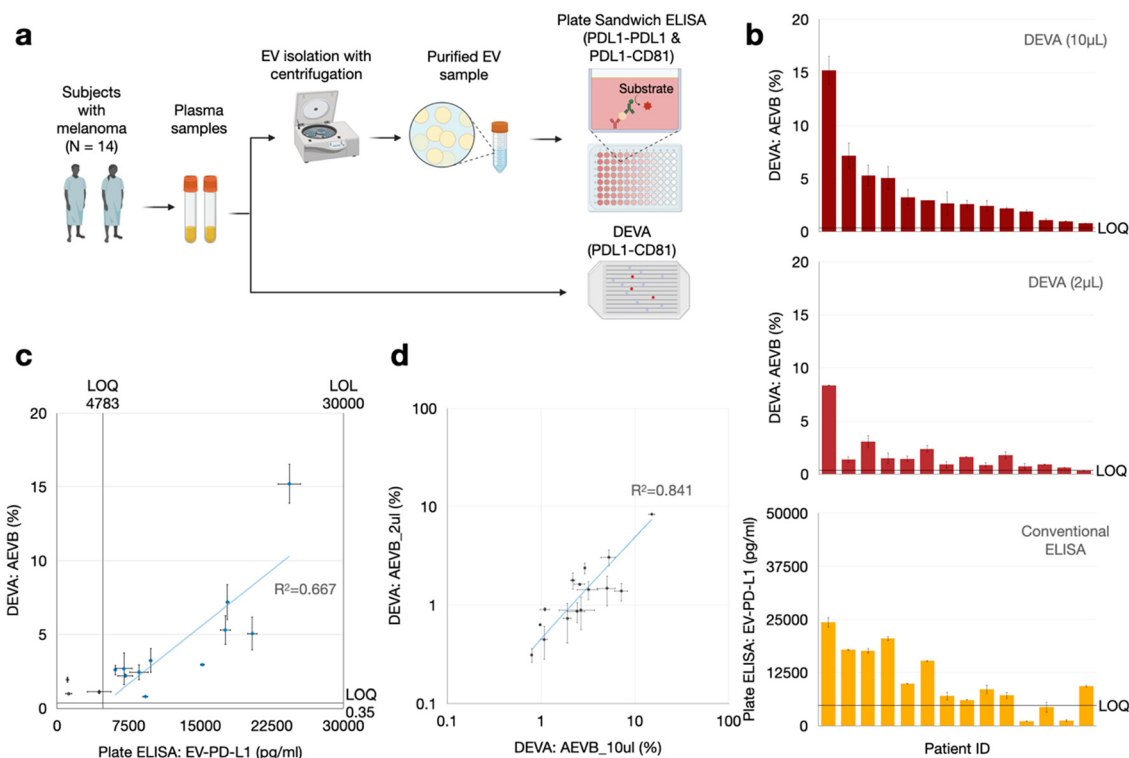 a
Subjects
with
melanoma
(N = 14)
Plasma
samples
EV isolation with
centrifugation
Purified EV
sample
Plate Sandwich ELISA
(PDL1-PDL1 &
PDL1-CD81)
Substrate
DEVA
(PDL1-CD81)
b
DEVA (10μL)
DEVA: AEVB (%)
20
15
10
5
0
LOQ
DEVA (2μL)
DEVA: AEVB (%)
20
15
10
5
0
LOQ
Conventional
ELISA
Plate ELISA: EV-PD-L1 (pg/ml)
50000
37500
25000
12500
0
LOQ
Patient ID
c
LOQ
4783
LOL
30000
DEVA: AEVB (%)
20
15
10
5
0
R²=0.667
LOQ
0.35
0
7500
15000
22500
30000
Plate ELISA: EV-PD-L1 (pg/ml)
d
DEVA: AEVB_2ul (%)
100
10
1
0.1
R²=0.841
0.1
1
10
100
DEVA: AEVB_10ul (%)